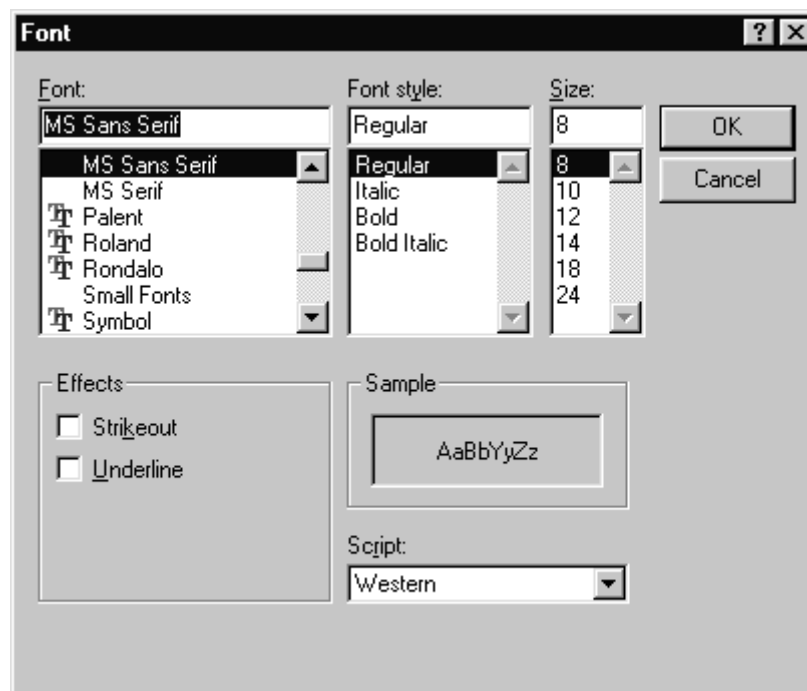 Font
Font:
MS Sans Serif
MS Sans Serif
MS Serif
Palent
Roland
Rondalo
Small Fonts
Symbol
Font style:
Regular
Regular
Italic
Bold
Bold Italic
Size:
8
8
10
12
14
18
24
OK
Cancel
Effects
Strikeout
Underline
Sample
AaBbYyZz
Script:
Western